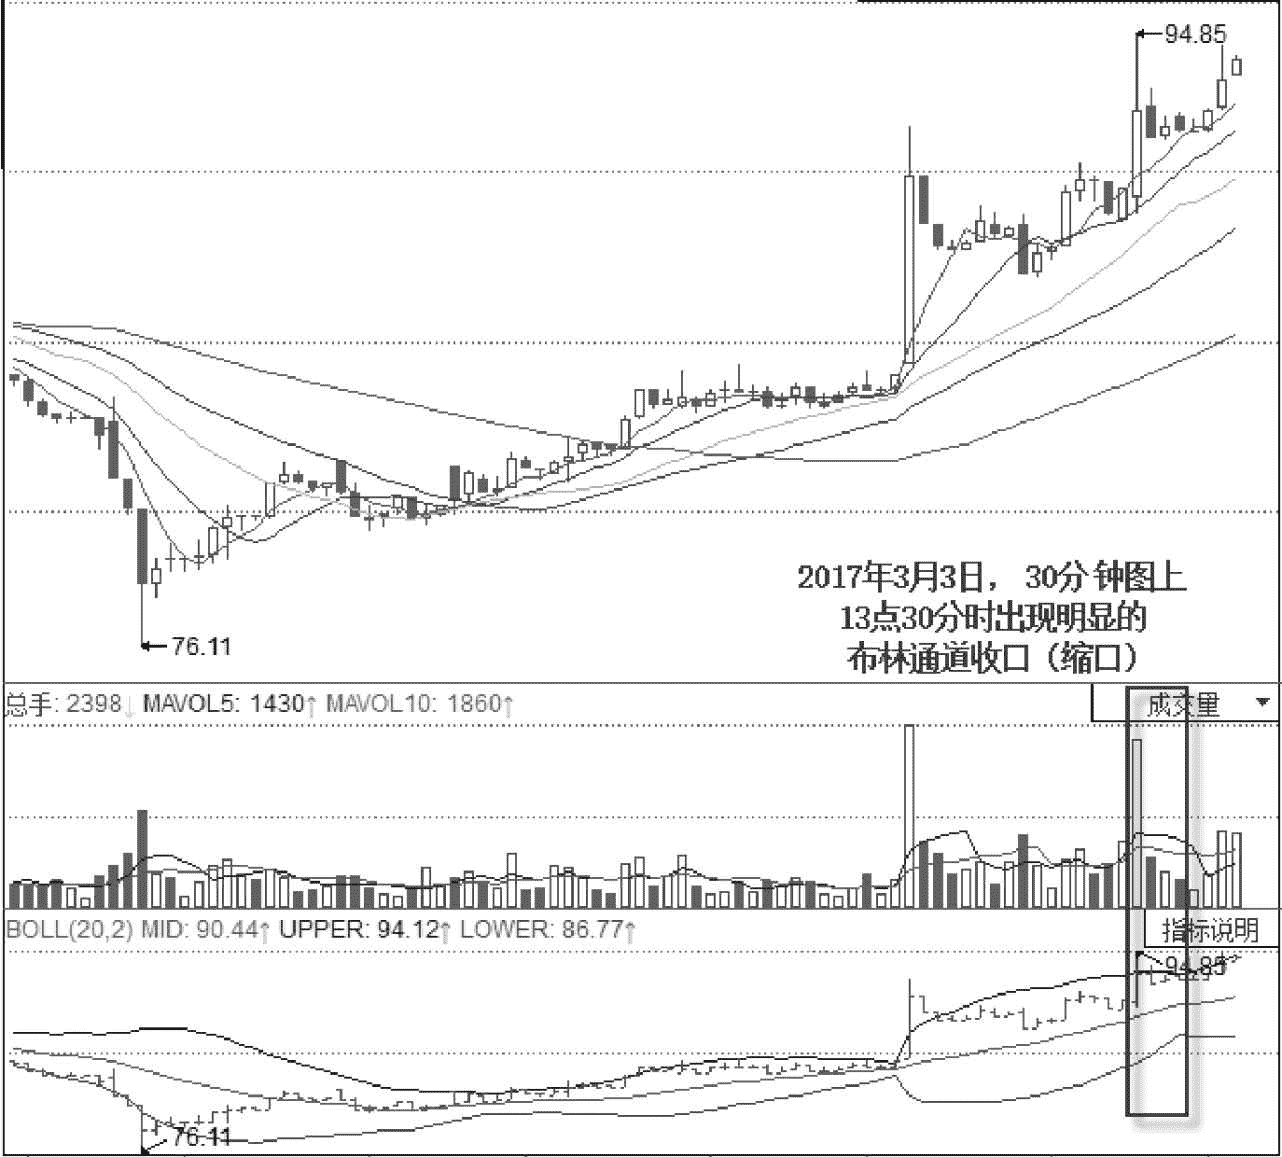 94.85
76.11
2017年3月3日， 30分钟图上
13点30分时出现明显的
布林通道收口（缩口）
总手: 2398↓ MAVOL5: 1430↑ MAVOL10: 1860↑
成交量
BOLL(20,2) MID: 90.44↑ UPPER: 94.12↑ LOWER: 86.77↑
指标说明
94.85
76.11